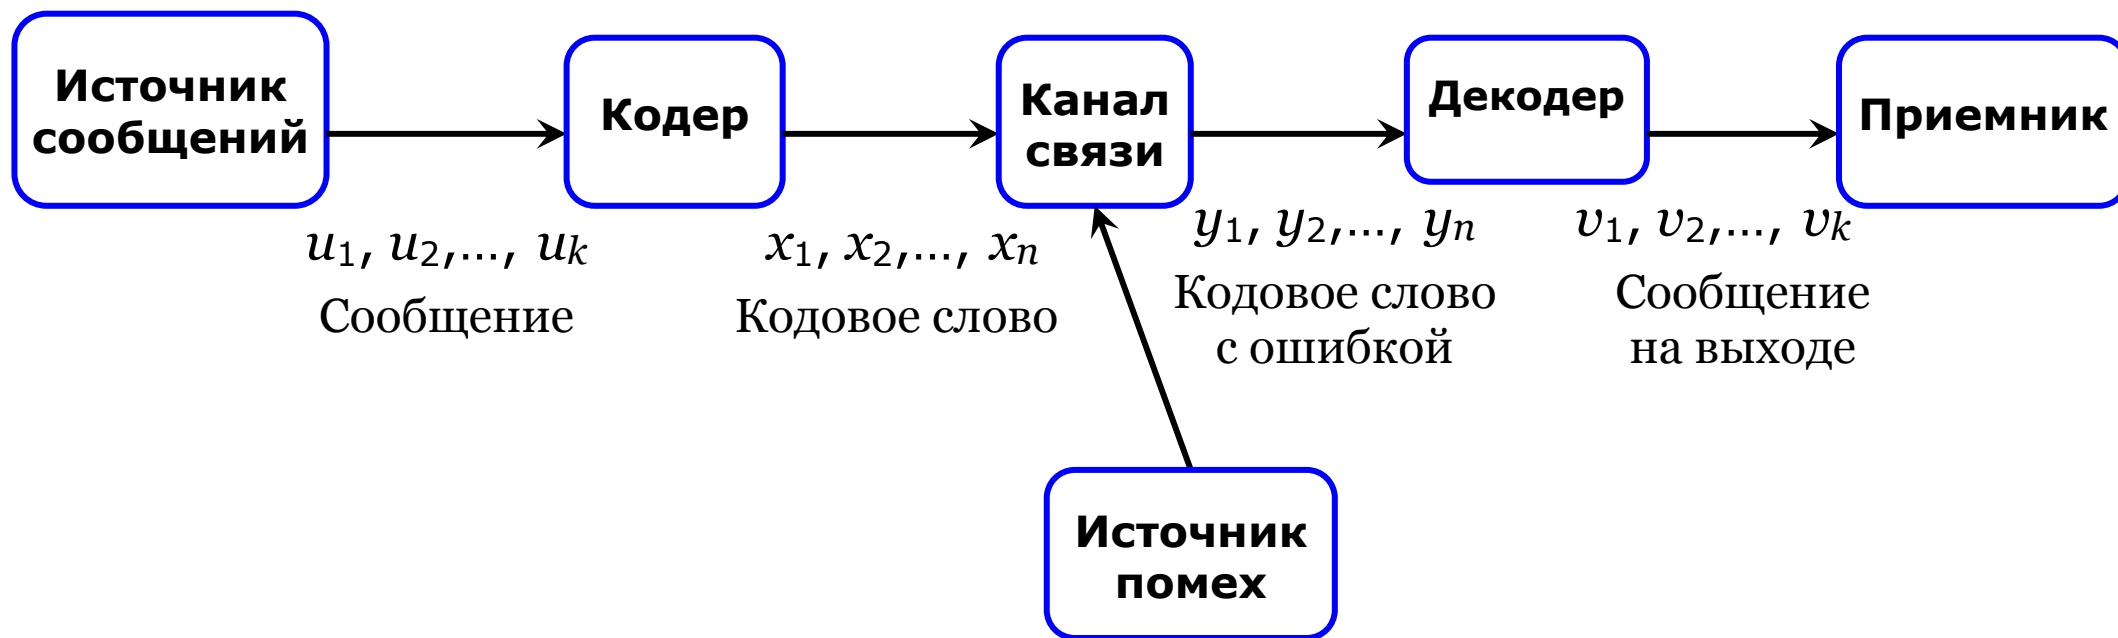 Источник
сообщений
Кодер
Канал
связи
Декодер
Приемник
u1, u2,..., uk
Сообщение
x1, x2,..., xn
Кодовое слово
y1, y2,..., yn
Кодовое слово
с ошибкой
v1, v2,..., vk
Сообщение
на выходе
Источник
помех